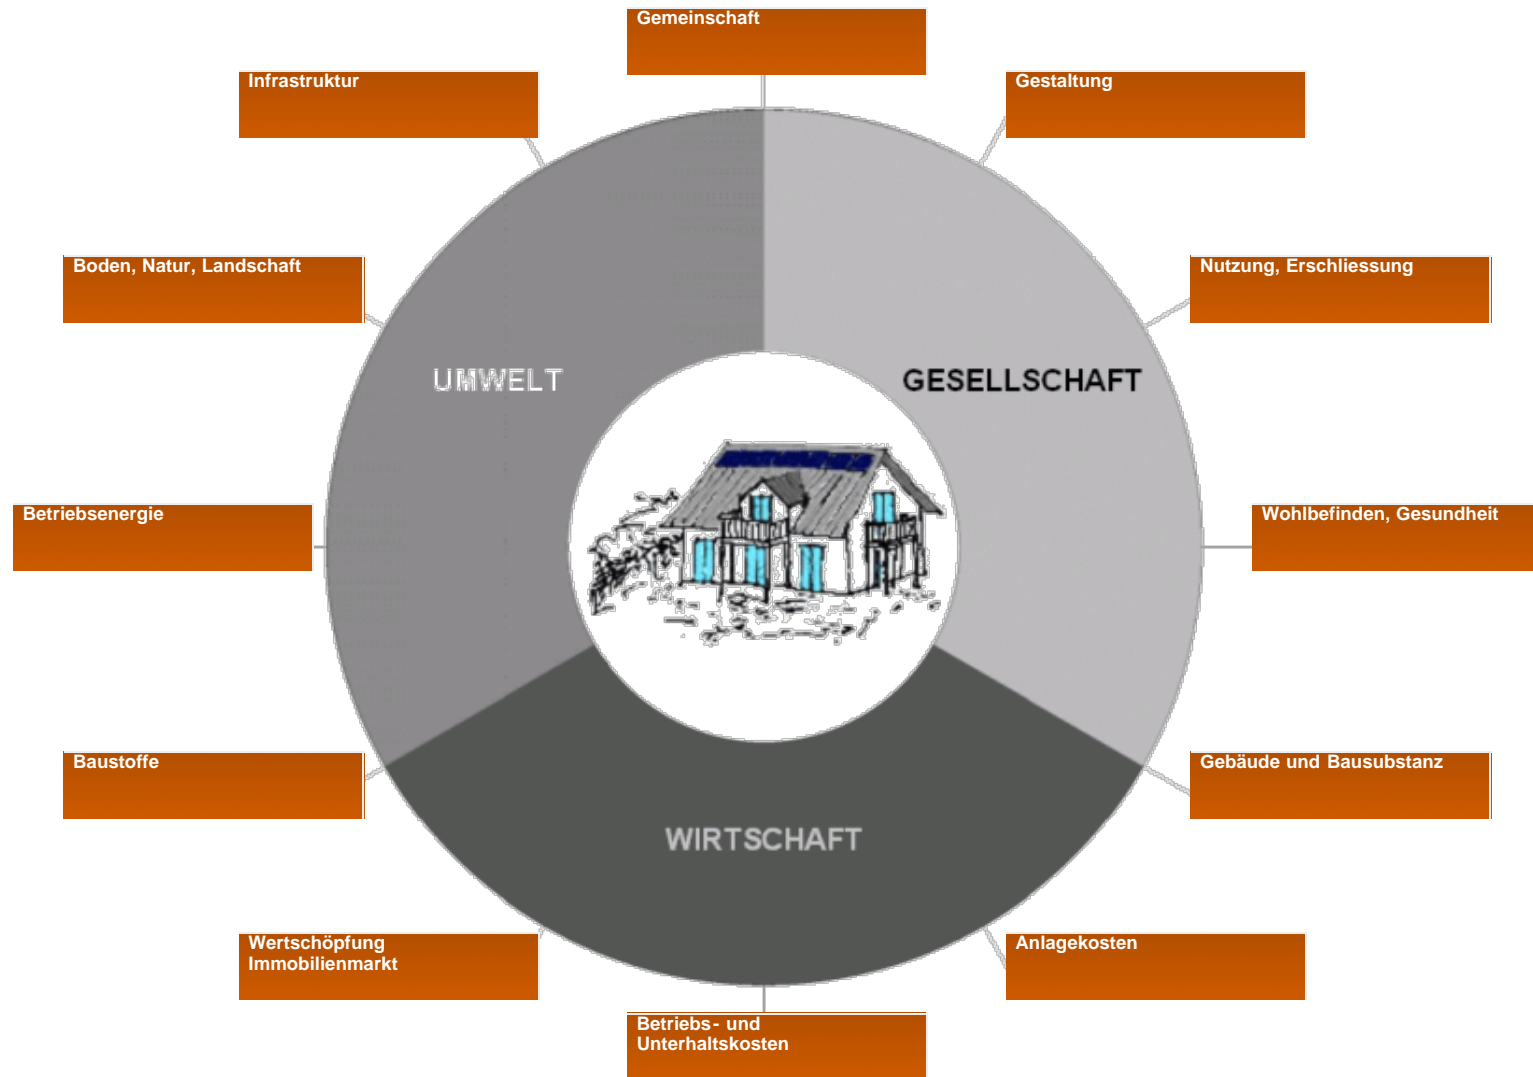 Gemeinschaft
Infrastruktur
Gestaltung
Boden, Natur, Landschaft
Nutzung, Erschliessung
UMWELT
GESELLSCHAFT
Betriebsenergie
Wohlbefinden, Gesundheit
Baustoffe
Gebäude und Bausubstanz
WIRTSCHAFT
Wertschöpfung
Immobilienmarkt
Anlagekosten
Betriebs- und
Unterhaltskosten